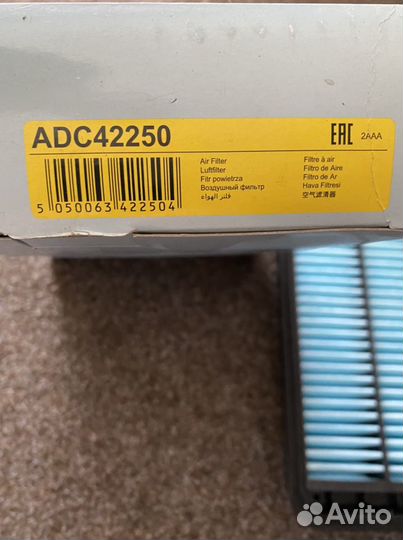 ADC42250
EAC 2AAA
Air Filter
Luftfilter
Fitr powietrza
Воздушный фильтр
فلتر الهواء
Filtre à air
Filtro de Aire
Filtro de Ar
Hava Filtresi
空气滤清器
5 050063 422504
Avito